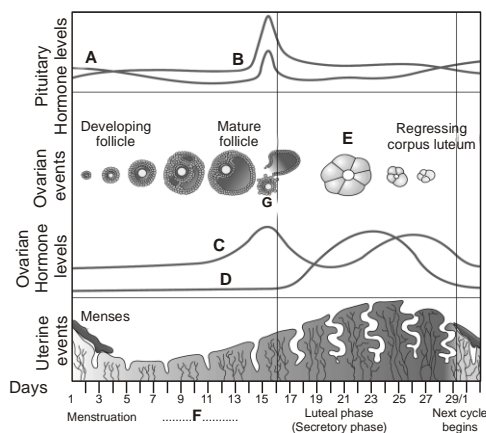 Pituitary
Hormone levels
A
B
Ovarian
events
Developing
follicle
Mature
follicle
G
E
Regressing
corpus luteum
Ovarian
Hormone
levels
C
D
Uterine
events
Menses
Days
1 3 5 7 9 11 13 15 17 19 21 23 25 27 29/1
Menstruation
.........F............
Luteal phase
(Secretory phase)
Next cycle
begins